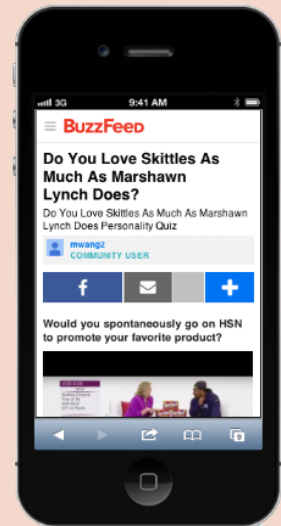 3G 9:41 AM
BuzzFeed
Do You Love Skittles As
Much As Marshawn
Lynch Does?
Do You Love Skittles As Much As Marshawn
Lynch Does Personality Quiz
mwang2
COMMUNITY USER
f
Would you spontaneously go on HSN
to promote your favorite product?